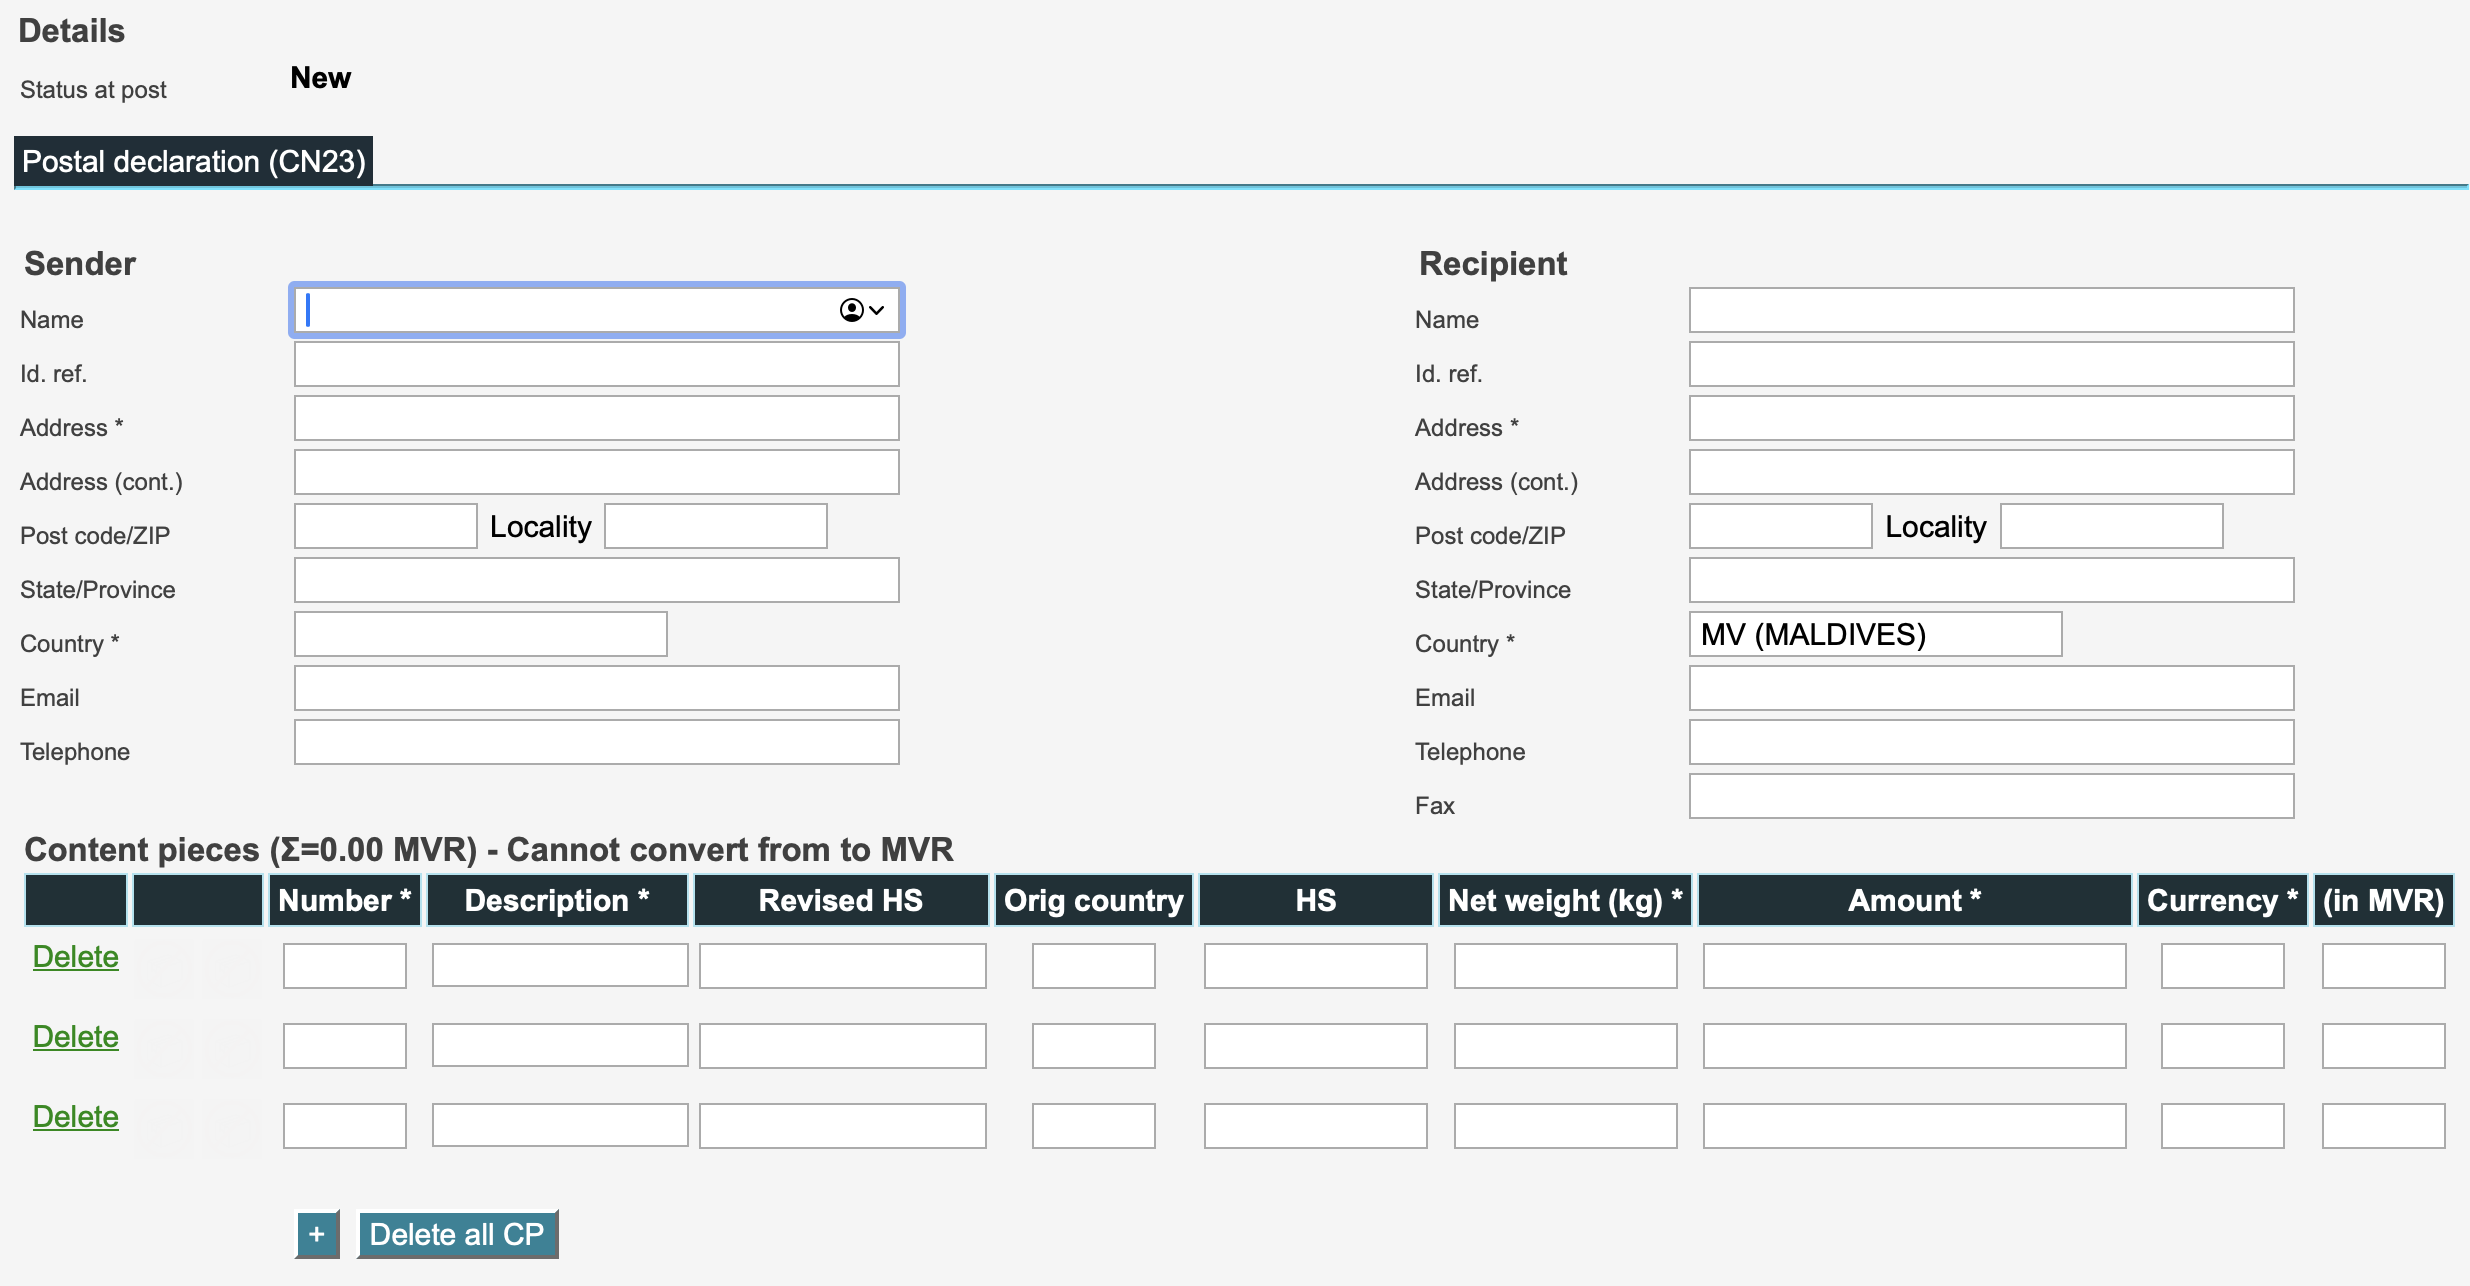 Details
Status at post New
Postal declaration (CN23)
Sender
Name
Id. ref.
Address *
Address (cont.)
Post code/ZIP Locality
State/Province
Country *
Email
Telephone
Recipient
Name
Id. ref.
Address *
Address (cont.)
Post code/ZIP Locality
State/Province
Country * MV (MALDIVES)
Email
Telephone
Fax
Content pieces (Σ=0.00 MVR) - Cannot convert from to MVR
Number * Description * Revised HS Orig country HS Net weight (kg) * Amount * Currency * (in MVR)
Delete
Delete
Delete
+ Delete all CP